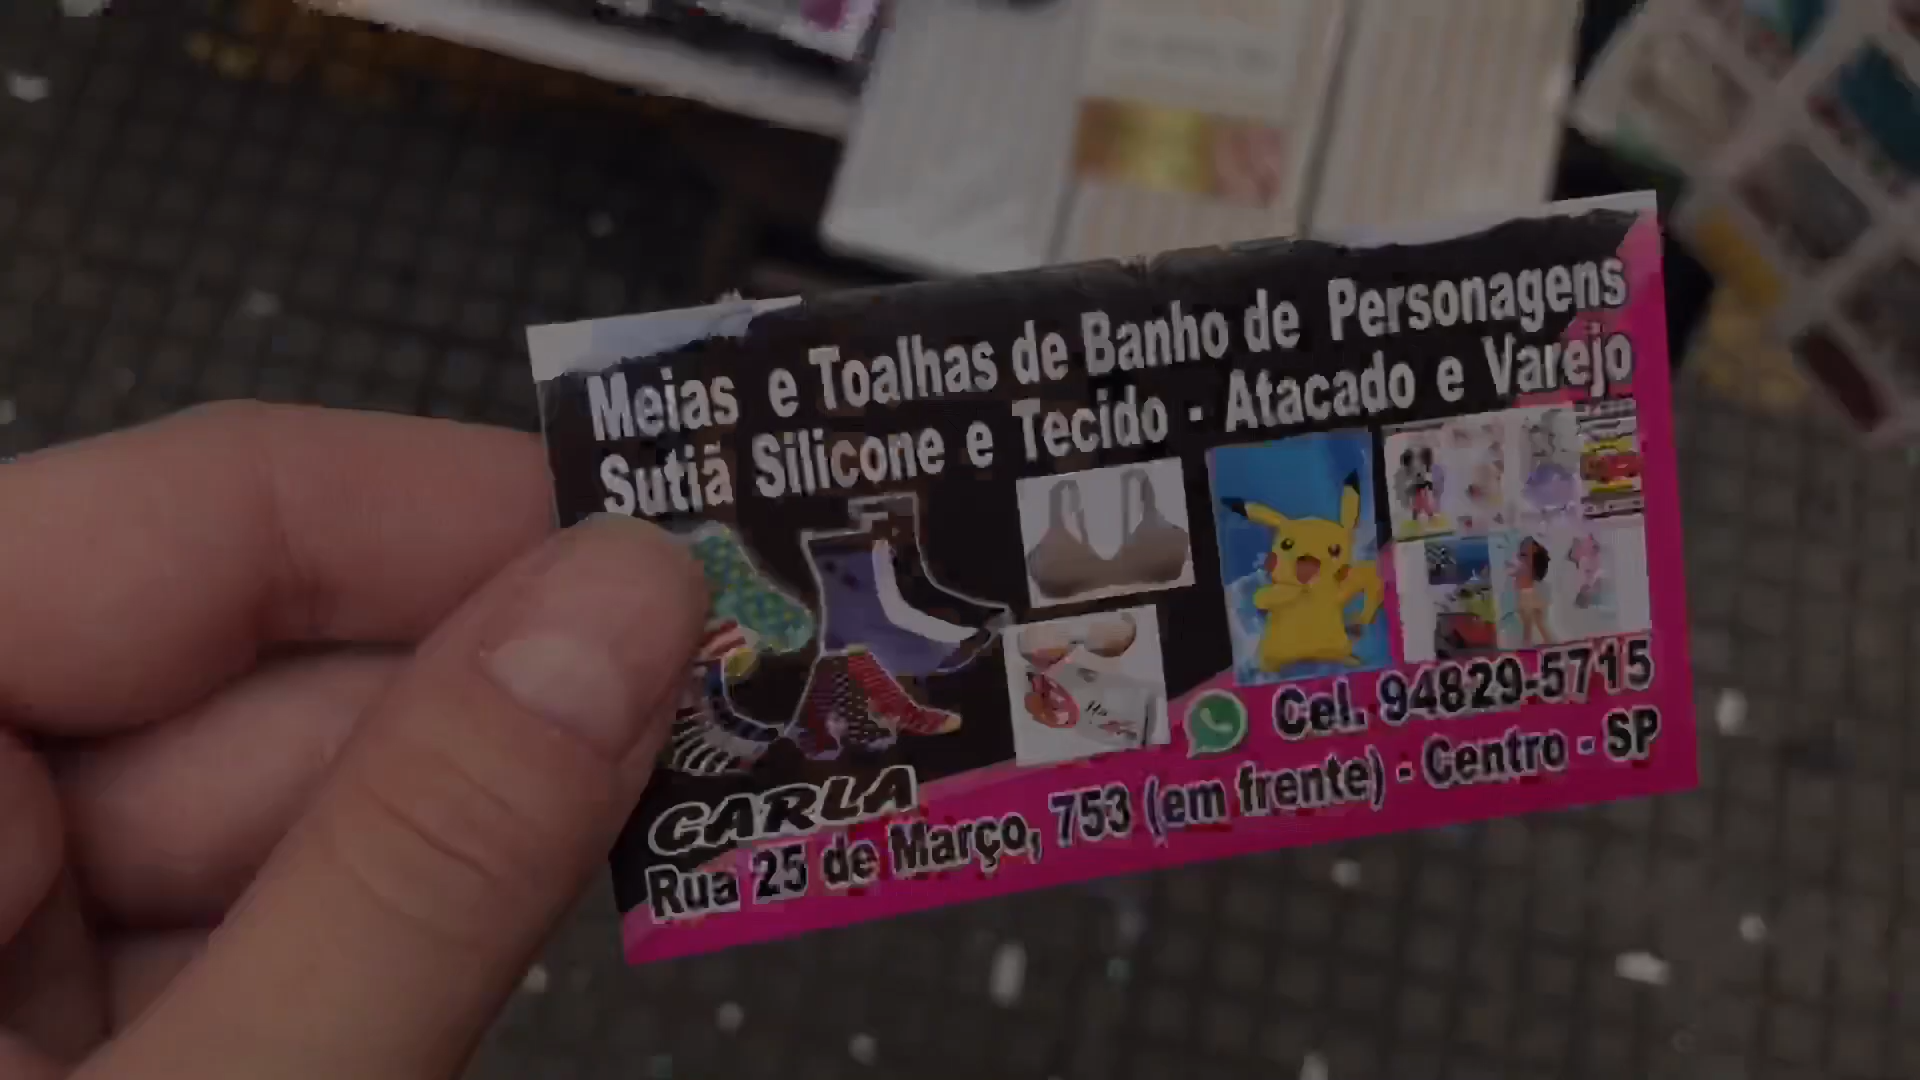 Meias e Toalhas de Banho de Personagens
Sutiã Silicone e Tecido - Atacado e Varejo
Cel. 94829-5715
CARLA
Rua 25 de Março, 753 (em frente) - Centro - SP